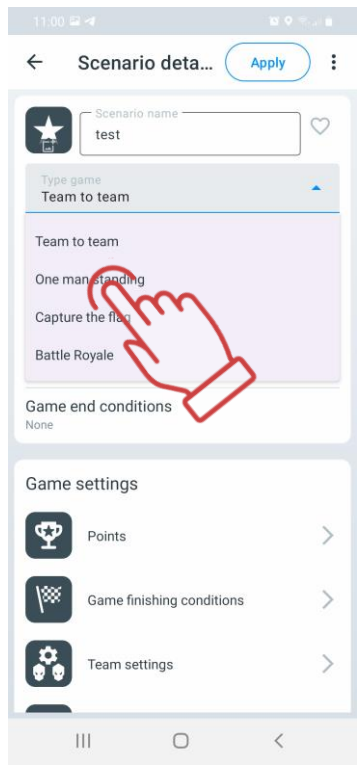 11:00
Scenario deta...
Apply
Scenario name
test
Type game
Team to team
Team to team
One man standing
Capture the flag
Battle Royale
Game end conditions
None
Game settings
Points
Game finishing conditions
Team settings